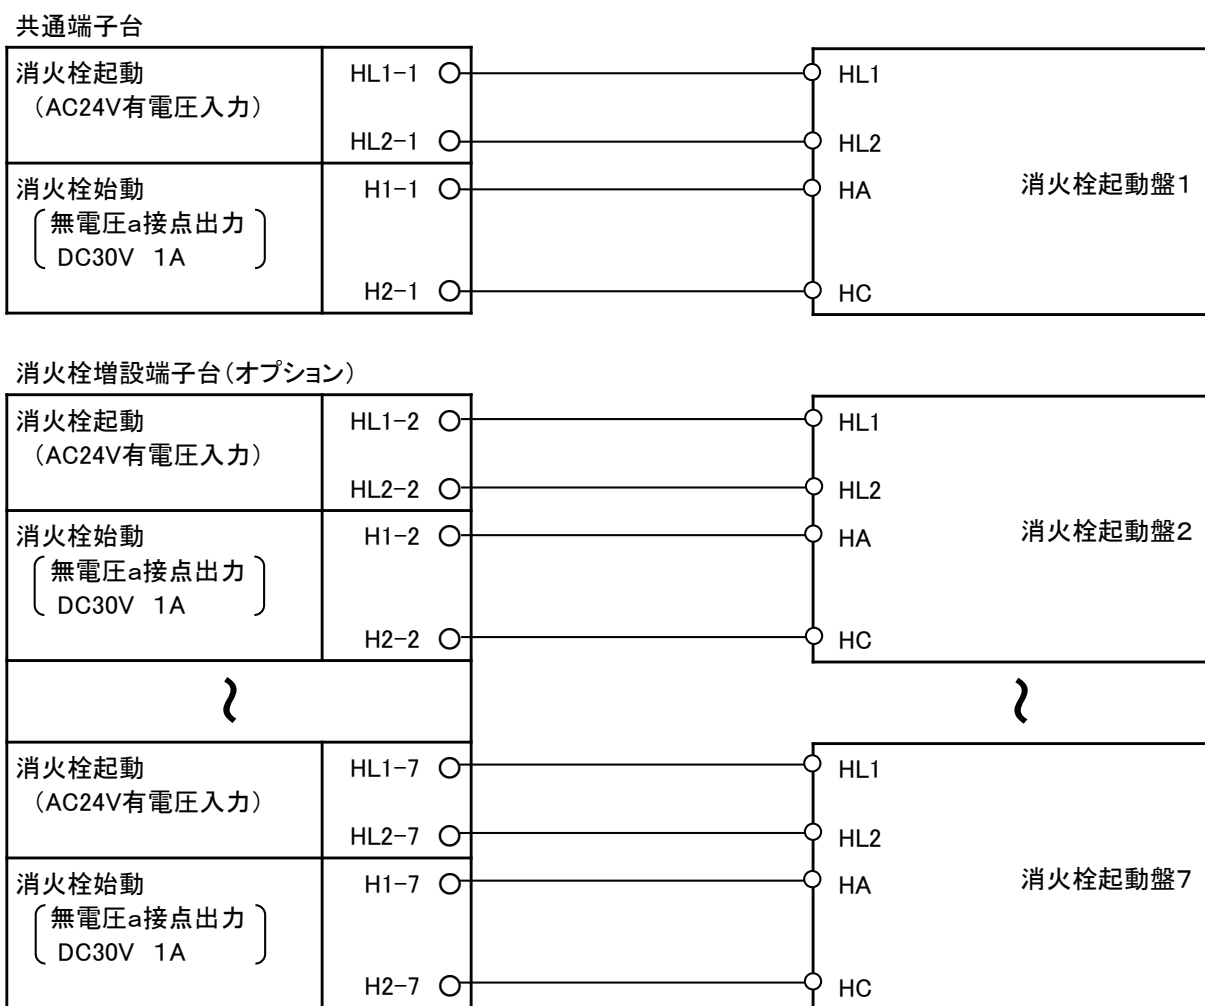 共通端子台
消火栓起動
（AC24V有電圧入力）
HL1-1
HL1
HL2-1
HL2
消火栓始動
無電圧a接点出力
DC30V 1A
H1-1
HA
消火栓起動盤1
H2-1
HC
消火栓増設端子台（オプション）
消火栓起動
（AC24V有電圧入力）
HL1-2
HL1
HL2-2
HL2
消火栓始動
無電圧a接点出力
DC30V 1A
H1-2
HA
消火栓起動盤2
H2-2
HC
〜
〜
消火栓起動
（AC24V有電圧入力）
HL1-7
HL1
HL2-7
HL2
消火栓始動
無電圧a接点出力
DC30V 1A
H1-7
HA
消火栓起動盤7
H2-7
HC